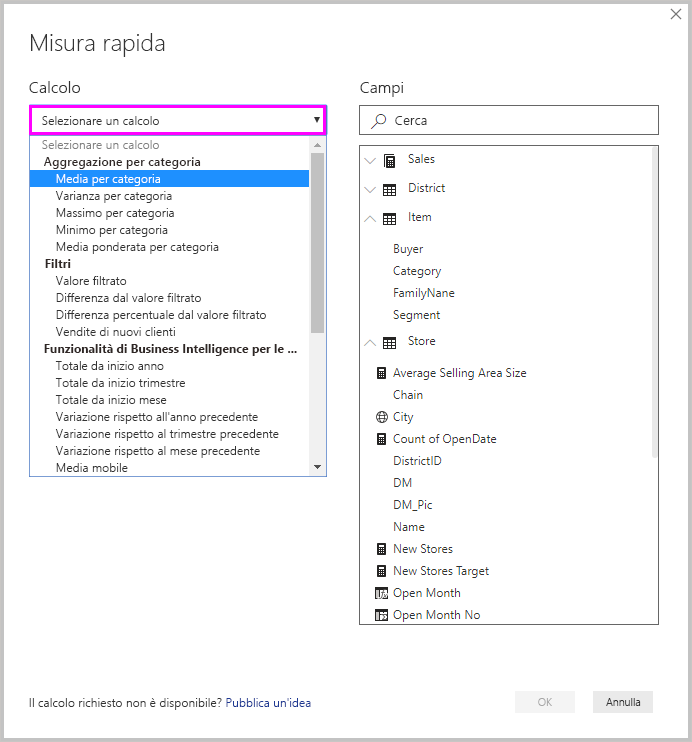 Misura rapida
Calcolo
Selezionare un calcolo
Selezionare un calcolo
Aggregazione per categoria
Media per categoria
Varianza per categoria
Massimo per categoria
Minimo per categoria
Media ponderata per categoria
Filtri
Valore filtrato
Differenza dal valore filtrato
Differenza percentuale dal valore filtrato
Vendite di nuovi clienti
Funzionalità di Business Intelligence per le ...
Totale da inizio anno
Totale da inizio trimestre
Totale da inizio mese
Variazione rispetto all'anno precedente
Variazione rispetto al trimestre precedente
Variazione rispetto al mese precedente
Media mobile
Campi
Cerca
Sales
District
Item
Buyer
Category
FamilyNane
Segment
Store
Average Selling Area Size
Chain
City
Count of OpenDate
DistrictID
DM
DM_Pic
Name
New Stores
New Stores Target
Open Month
Open Month No
Il calcolo richiesto non è disponibile? Pubblica un'idea
OK
Annulla